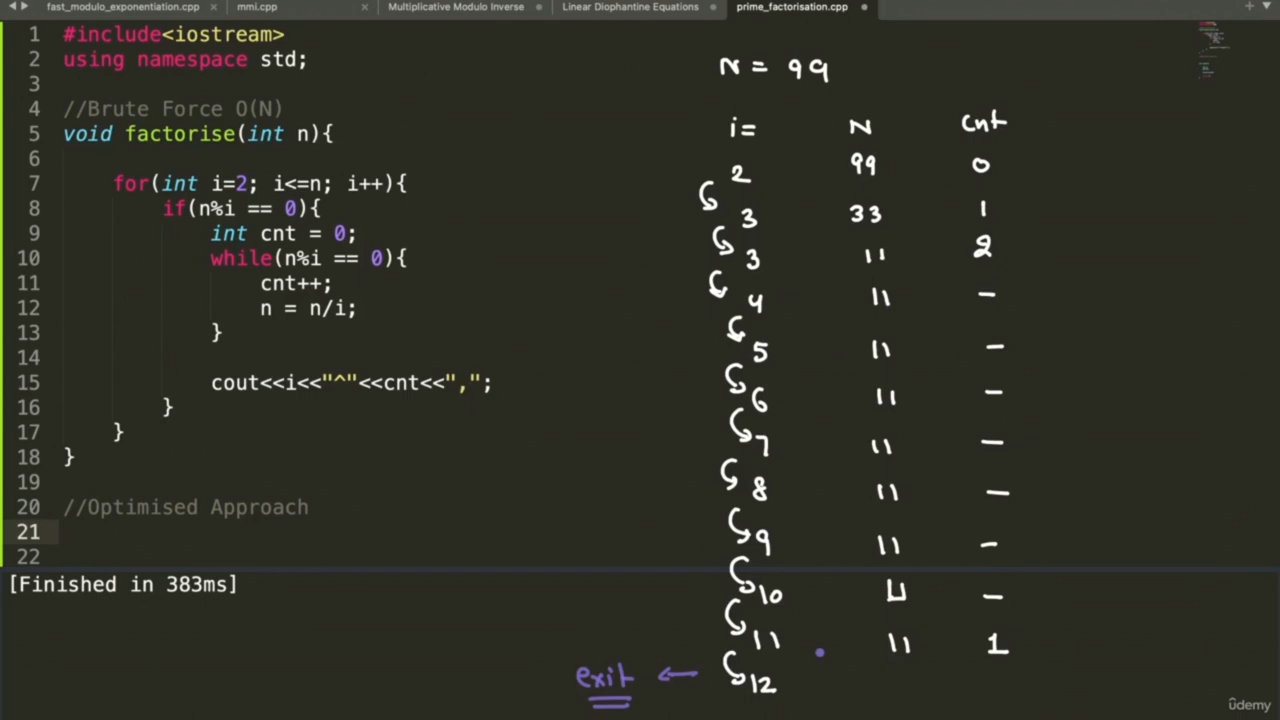 fast_modulo_exponentiation.cpp mmi.cpp Multiplicative Modulo Inverse Linear Diophantine Equations prime_factorisation.cpp
1 #include<iostream>
2 using namespace std;
3
4 //Brute Force O(N)
5 void factorise(int n){
6
7 for(int i=2; i<=n; i++){
8 if(n%i == 0){
9 int cnt = 0;
10 while(n%i == 0){
11 cnt++;
12 n = n/i;
13 }
14
15 cout<<i<<"^"<<cnt<<",";
16 }
17 }
18 }
19
20 //Optimised Approach
21
22
[Finished in 383ms]
N = 99
i= N cnt
2 99 0
3 33 1
3 11 2
4 11 -
5 11 -
6 11 -
7 11 -
8 11 -
9 11 -
10 11 -
11 11 1
exit ← 12
ûdemy